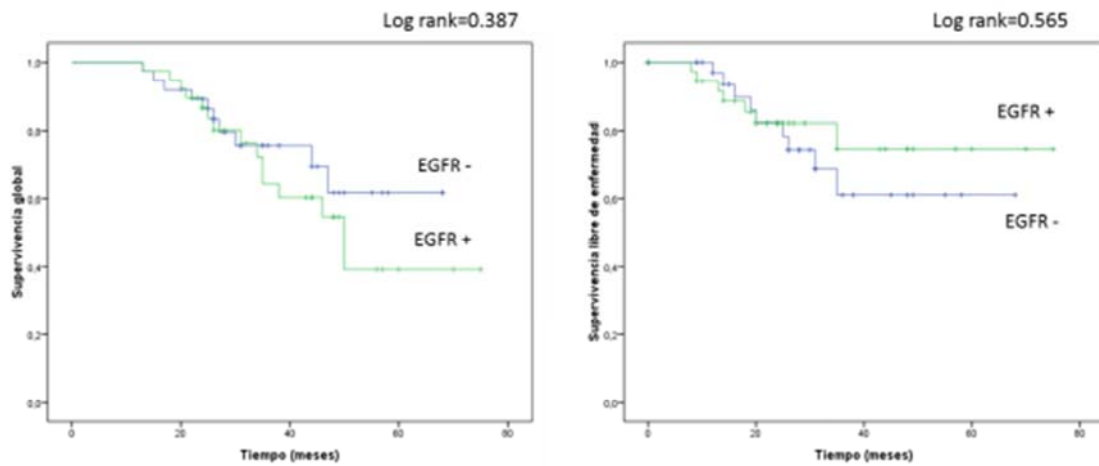 Log rank=0.387
Supervivencia global
1,0
0,8
0,6
0,4
0,2
0,0
EGFR -
EGFR +
0
20
40
60
80
Tiempo (meses)
Log rank=0.565
Supervivencia libre de enfermedad
1,0
0,8
0,6
0,4
0,2
0,0
EGFR +
EGFR -
0
20
40
60
80
Tiempo (meses)